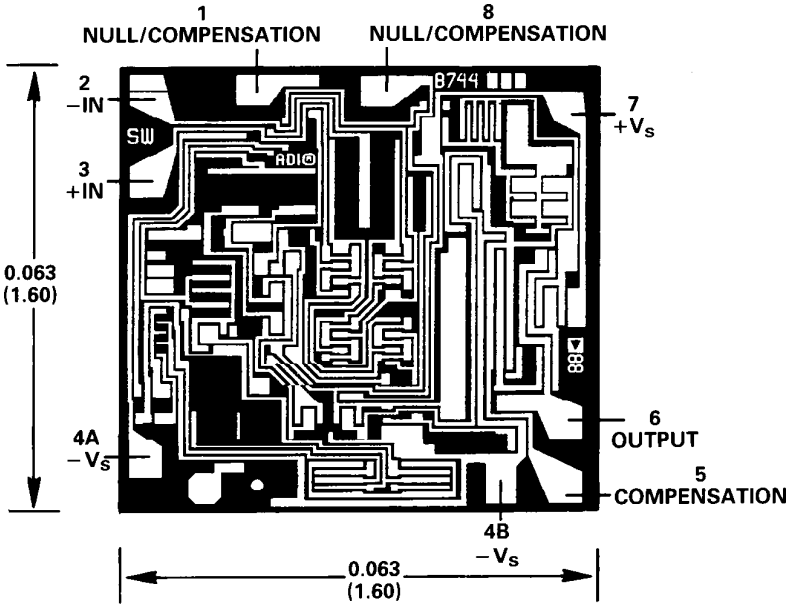 1
NULL/COMPENSATION
8
NULL/COMPENSATION
2
−IN
B744
7
+VS
SW
ADI®
3
+IN
0.063
(1.60)
88
4A
−VS
6
OUTPUT
5
COMPENSATION
4B
−VS
0.063
(1.60)